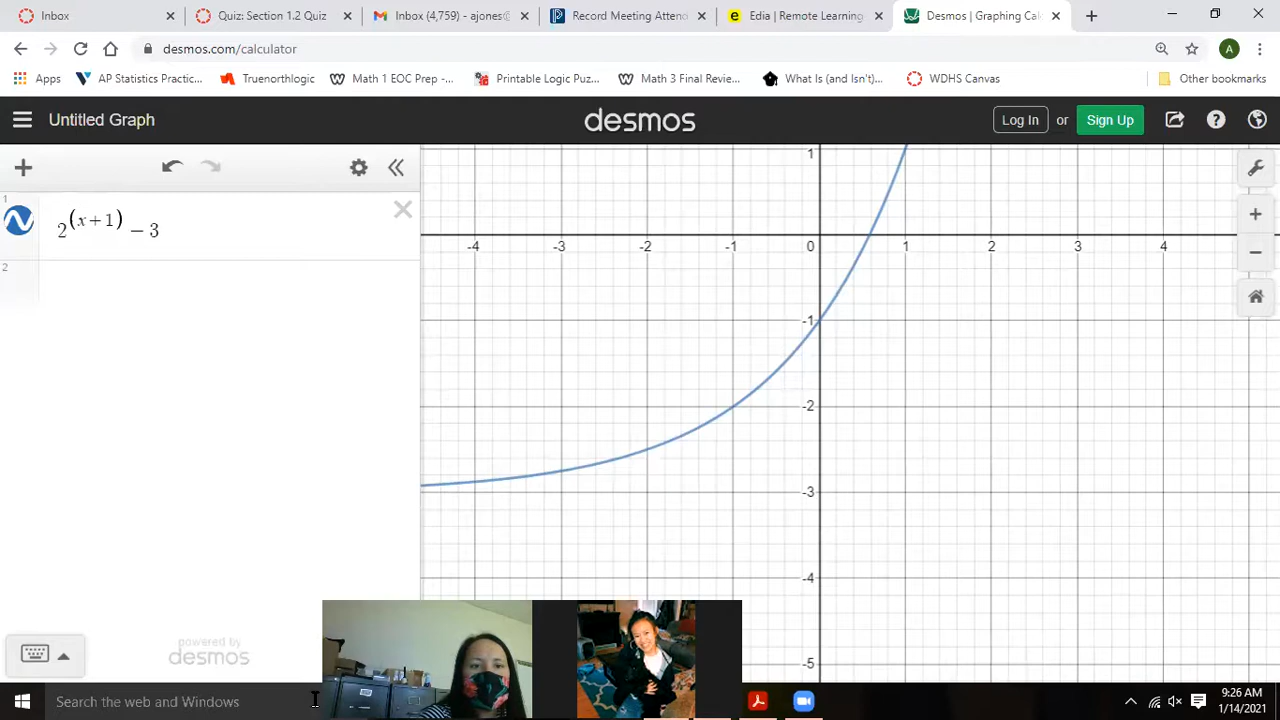 Inbox
Quiz: Section 1.2 Quiz
Inbox (4,759) - ajones@
Record Meeting/Atteno
Edia | Remote Learning
Desmos | Graphing Cal
desmos.com/calculator
A
Apps
AP Statistics Practic...
Truenorthlogic
Math 1 EOC Prep -...
Printable Logic Puz...
Math 3 Final Revie...
What Is (and Isn't)...
WDHS Canvas
Other bookmarks
Untitled Graph
desmos
Log In or Sign Up
1
2^(x+1) − 3
2
1
-4 -3 -2 -1 0 1 2 3 4
-1
-2
-3
-4
-5
powered by
desmos
Search the web and Windows
9:26 AM
1/14/2021